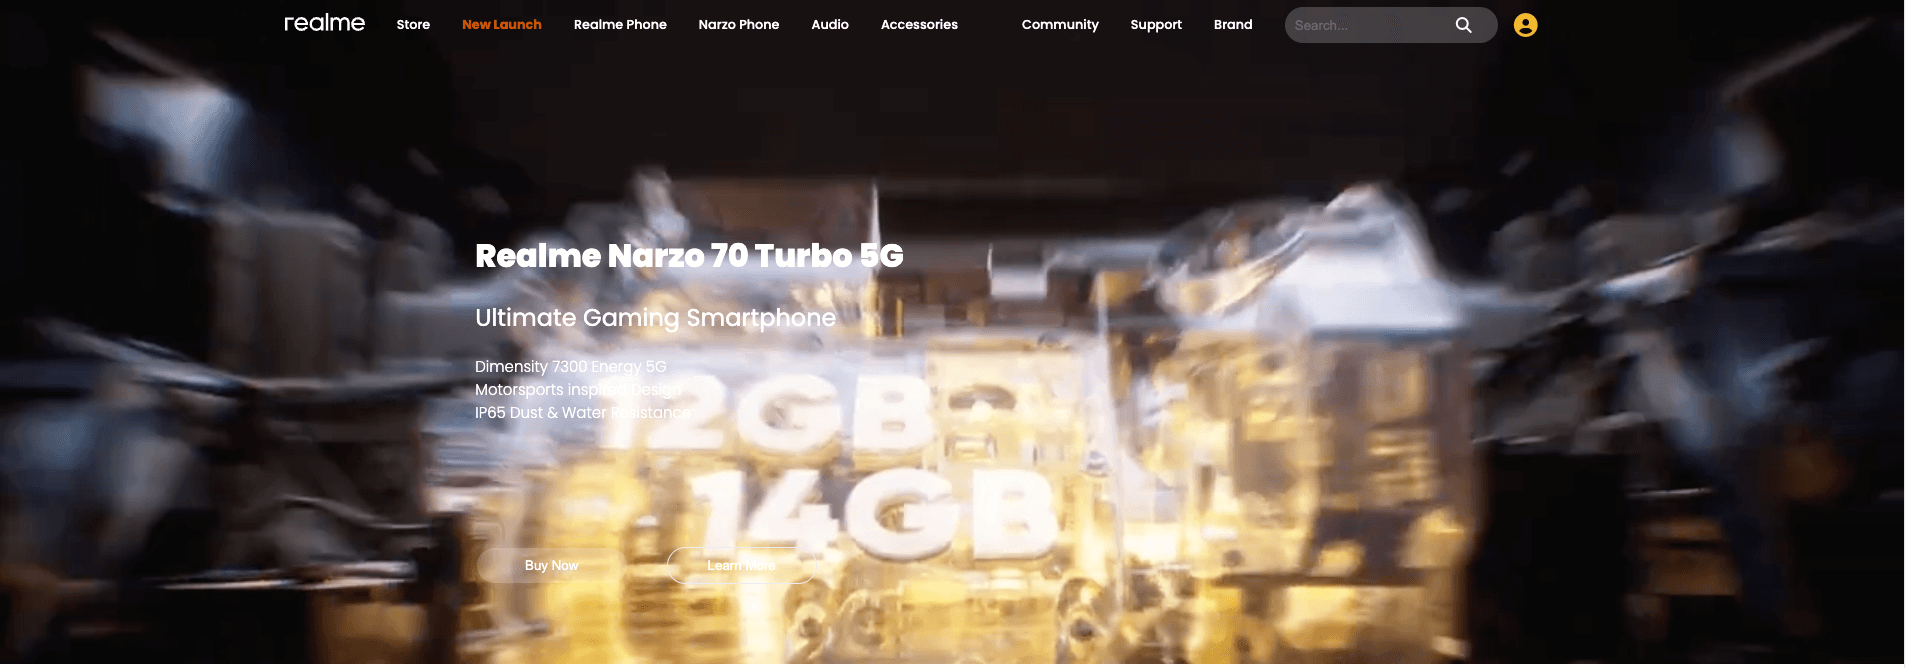 realme
Store
New Launch
Realme Phone
Narzo Phone
Audio
Accessories
Community
Support
Brand
Search...
Realme Narzo 70 Turbo 5G
Ultimate Gaming Smartphone
Dimensity 7300 Energy 5G
Motorsports inspired Design
IP65 Dust & Water Resistance
12GB
14GB
Buy Now
Learn More